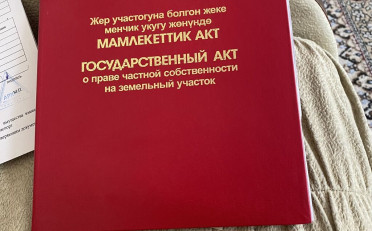 Жер участогуна болгон жеке
менчик укугу жөнүндө
МАМЛЕКЕТТИК АКТ
ГОСУДАРСТВЕННЫЙ АКТ
о праве частной собственности
на земельный участок